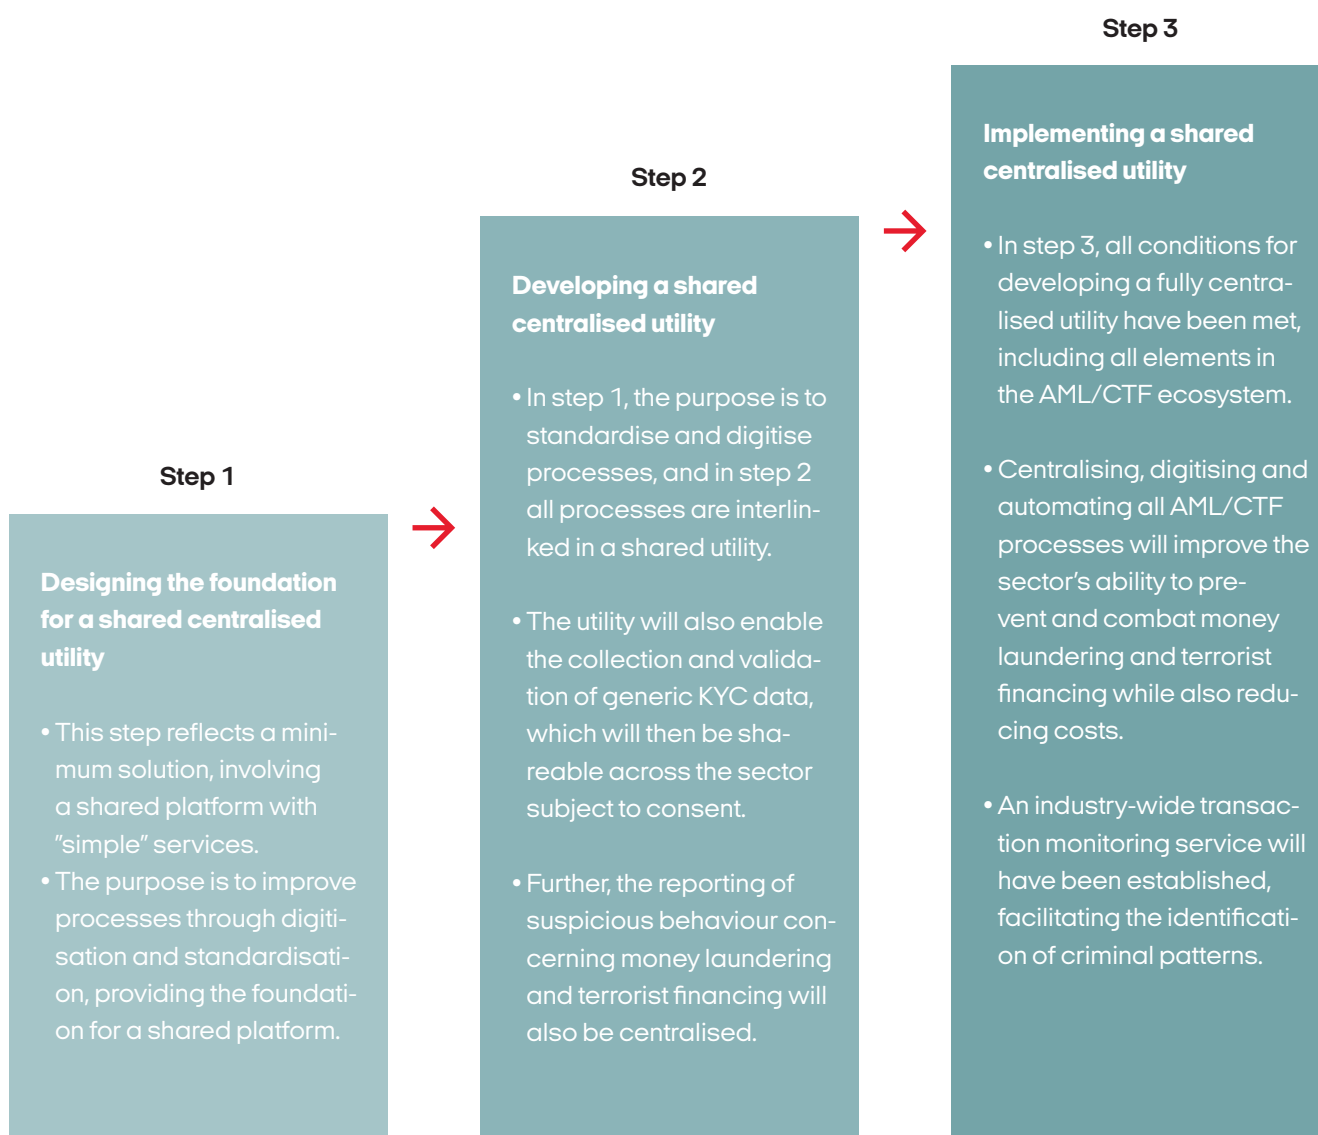 Step 1
Designing the foundation
for a shared centralised
utility
• This step reflects a mini-
mum solution, involving
a shared platform with
"simple" services.
• The purpose is to improve
processes through digiti-
sation and standardisati-
on, providing the foundati-
on for a shared platform.
Step 2
Developing a shared
centralised utility
• In step 1, the purpose is to
standardise and digitise
processes, and in step 2
all processes are interlin-
ked in a shared utility.
• The utility will also enable
the collection and valida-
tion of generic KYC data,
which will then be sha-
reable across the sector
subject to consent.
• Further, the reporting of
suspicious behaviour con-
cerning money laundering
and terrorist financing will
also be centralised.
Step 3
Implementing a shared
centralised utility
• In step 3, all conditions for
developing a fully centra-
lised utility have been met,
including all elements in
the AML/CTF ecosystem.
• Centralising, digitising and
automating all AML/CTF
processes will improve the
sector's ability to pre-
vent and combat money
laundering and terrorist
financing while also redu-
cing costs.
• An industry-wide transac-
tion monitoring service will
have been established,
facilitating the identificati-
on of criminal patterns.